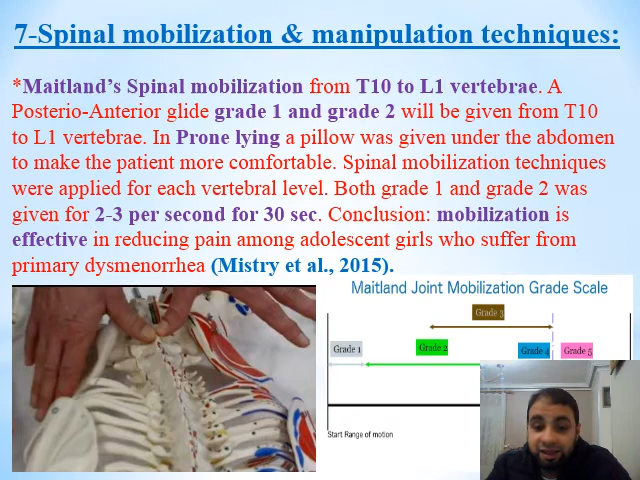 7-Spinal mobilization & manipulation techniques:
*Maitland’s Spinal mobilization from T10 to L1 vertebrae. A
Posterio-Anterior glide grade 1 and grade 2 will be given from T10
to L1 vertebrae. In Prone lying a pillow was given under the abdomen
to make the patient more comfortable. Spinal mobilization techniques
were applied for each vertebral level. Both grade 1 and grade 2 was
given for 2-3 per second for 30 sec. Conclusion: mobilization is
effective in reducing pain among adolescent girls who suffer from
primary dysmenorrhea (Mistry et al., 2015).
Maitland Joint Mobilization Grade Scale
Grade 3
Grade 1
Grade 2
Grade 4
Grade 5
Start Range of motion